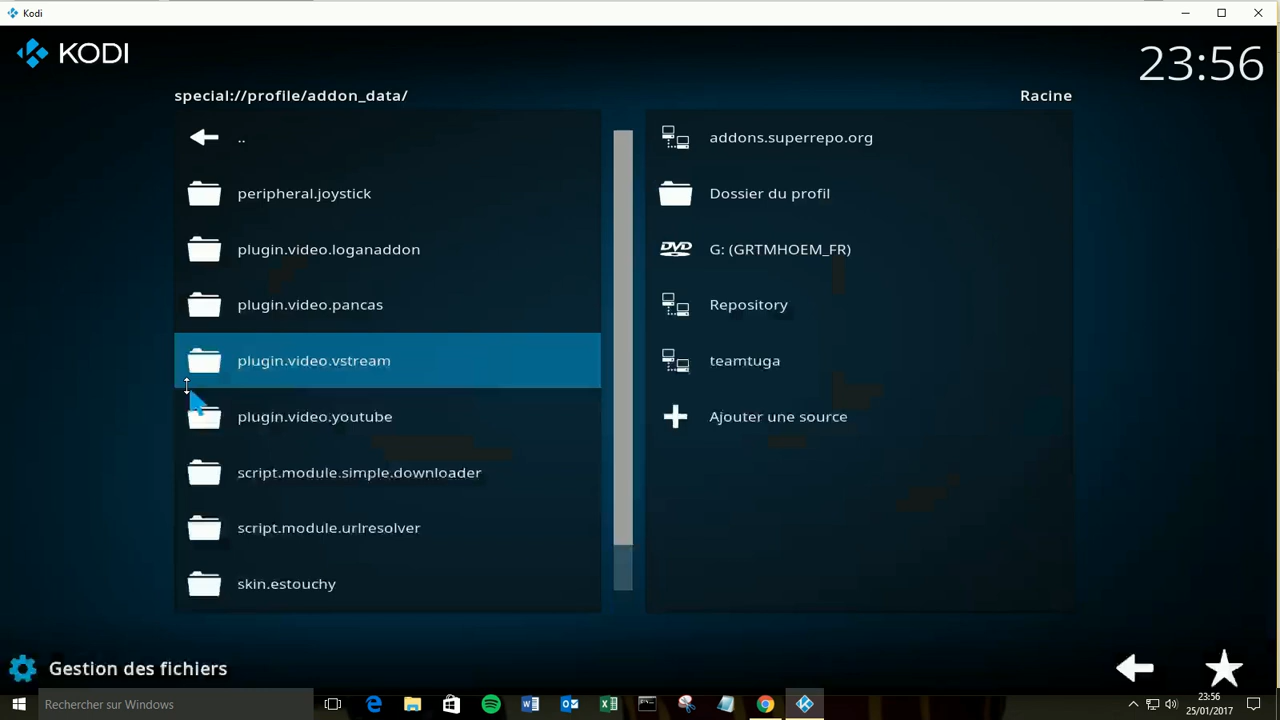 Kodi
KODI
23:56
special://profile/addon_data/
Racine
..
peripheral.joystick
plugin.video.loganaddon
plugin.video.pancas
plugin.video.vstream
plugin.video.youtube
script.module.simple.downloader
script.module.urlresolver
skin.estouchy
addons.superrepo.org
Dossier du profil
DVD G: (GRTMHOEM_FR)
Repository
teamtuga
Ajouter une source
Gestion des fichiers
Rechercher sur Windows
23:56
25/01/2017